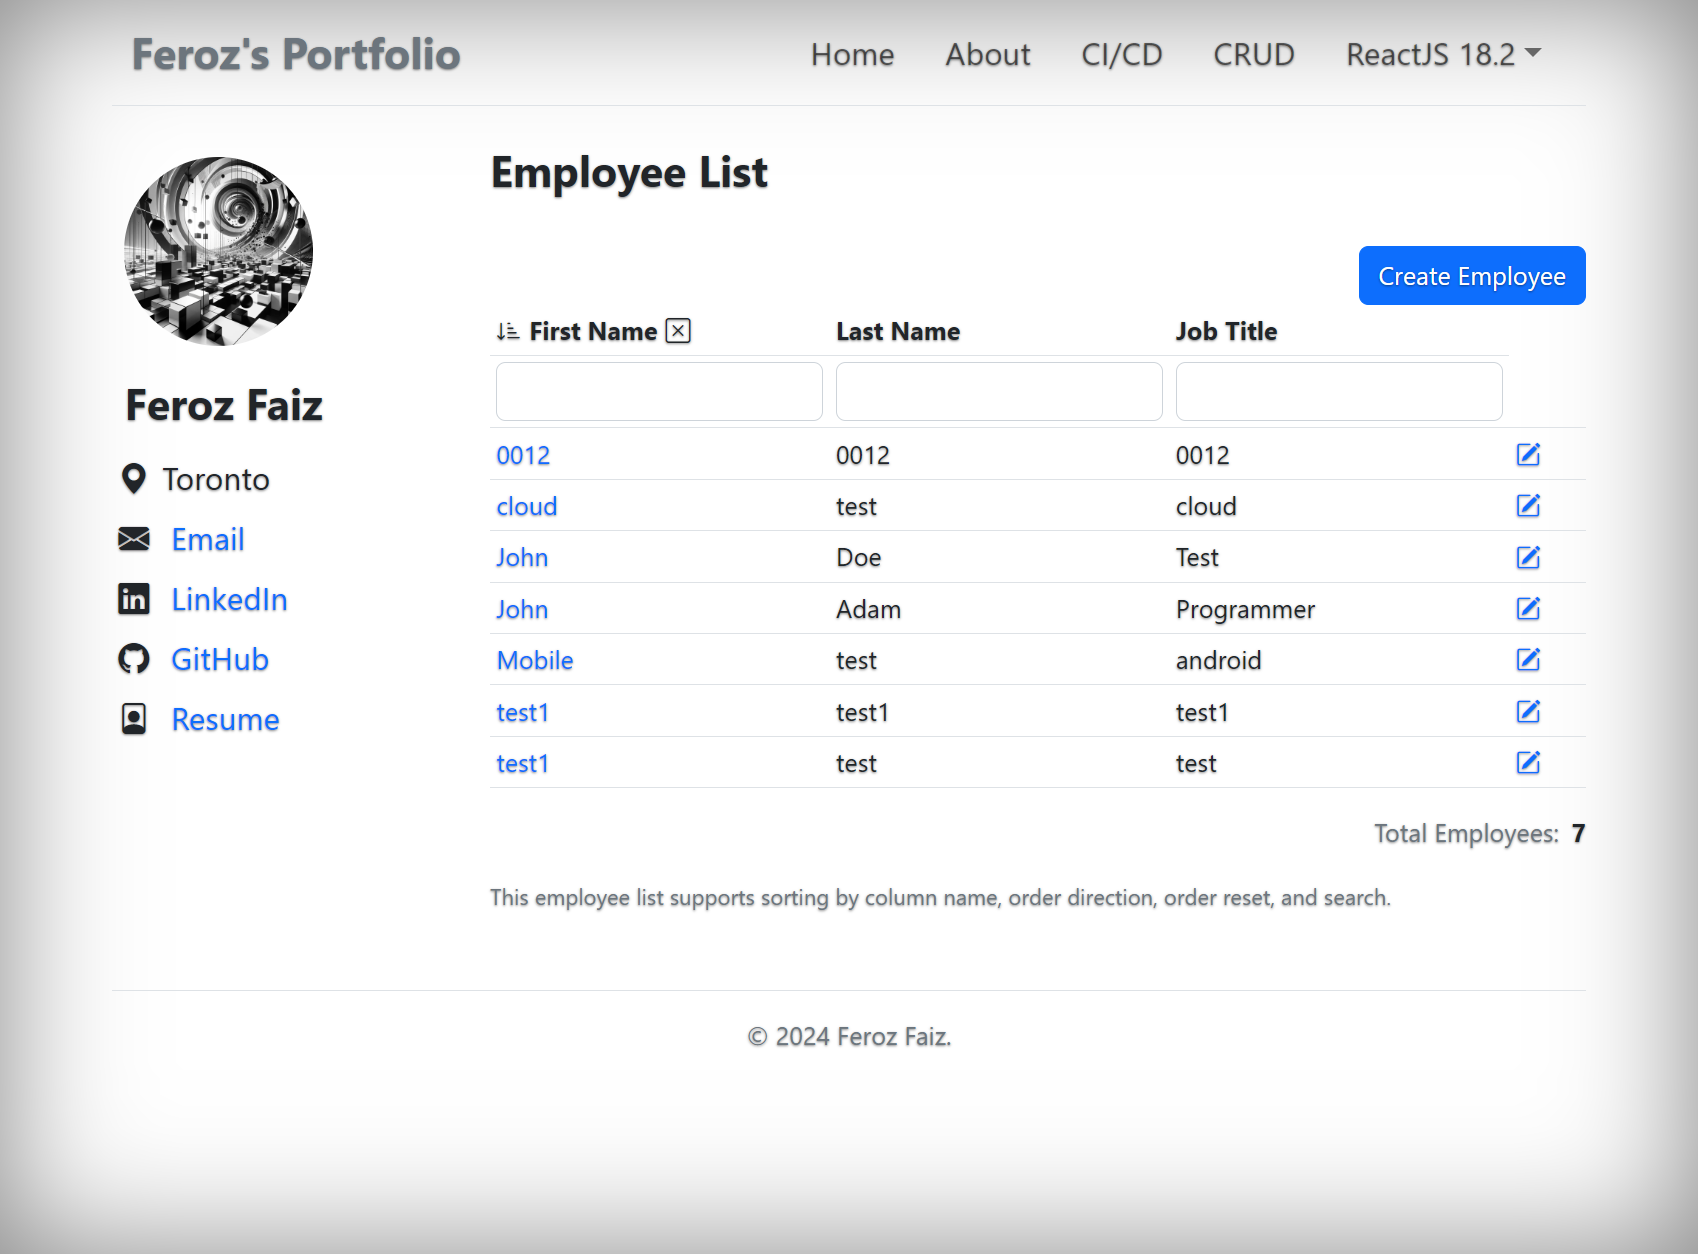 Feroz's Portfolio Home About CI/CD CRUD ReactJS 18.2
Feroz Faiz
Toronto
Email
LinkedIn
GitHub
Resume
Employee List
Create Employee
First Name Last Name Job Title
0012 0012 0012
cloud test cloud
John Doe Test
John Adam Programmer
Mobile test android
test1 test1 test1
test1 test test
Total Employees: 7
This employee list supports sorting by column name, order direction, order reset, and search.
© 2024 Feroz Faiz.